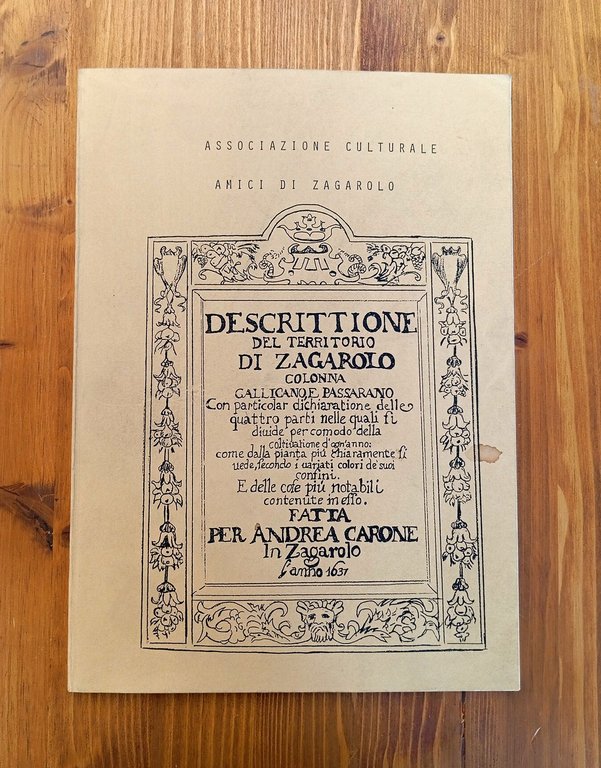 ASSOCIAZIONE CULTURALE
AMICI DI ZAGAROLO
DESCRITTIONE
DEL TERRITORIO
DI ZAGAROLO
COLONNA
GALLICANO, E PASSARANO
Con particolar dichiaratione delle
quattro parti nelle quali ſi
diuide per comodo della
coltiuatione d'ogn'anno:
come dalla pianta più chiaramente ſi
uede, ſecondo i uariati colori de' suoi
confini.
E delle coſe più notabili
contenute in eſſo.
FATTA
PER ANDREA CARONE
In Zagarolo
l'anno 1637